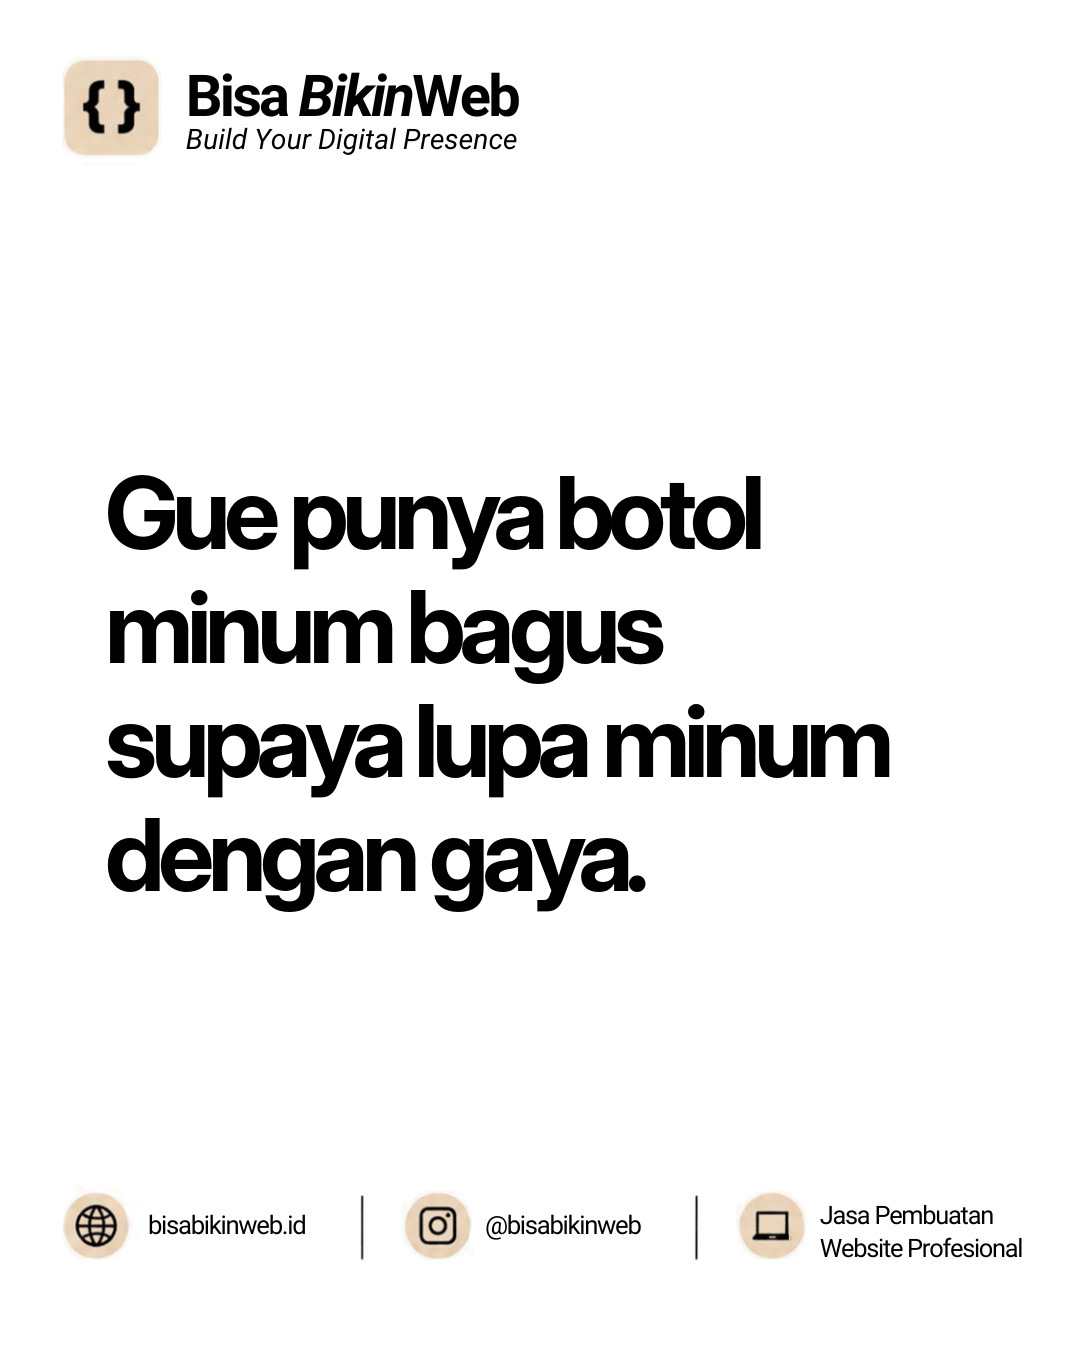 { }
Bisa BikinWeb
Build Your Digital Presence
Gue punya botol
minum bagus
supaya lupa minum
dengan gaya.
bisabikinweb.id
@bisabikinweb
Jasa Pembuatan
Website Profesional